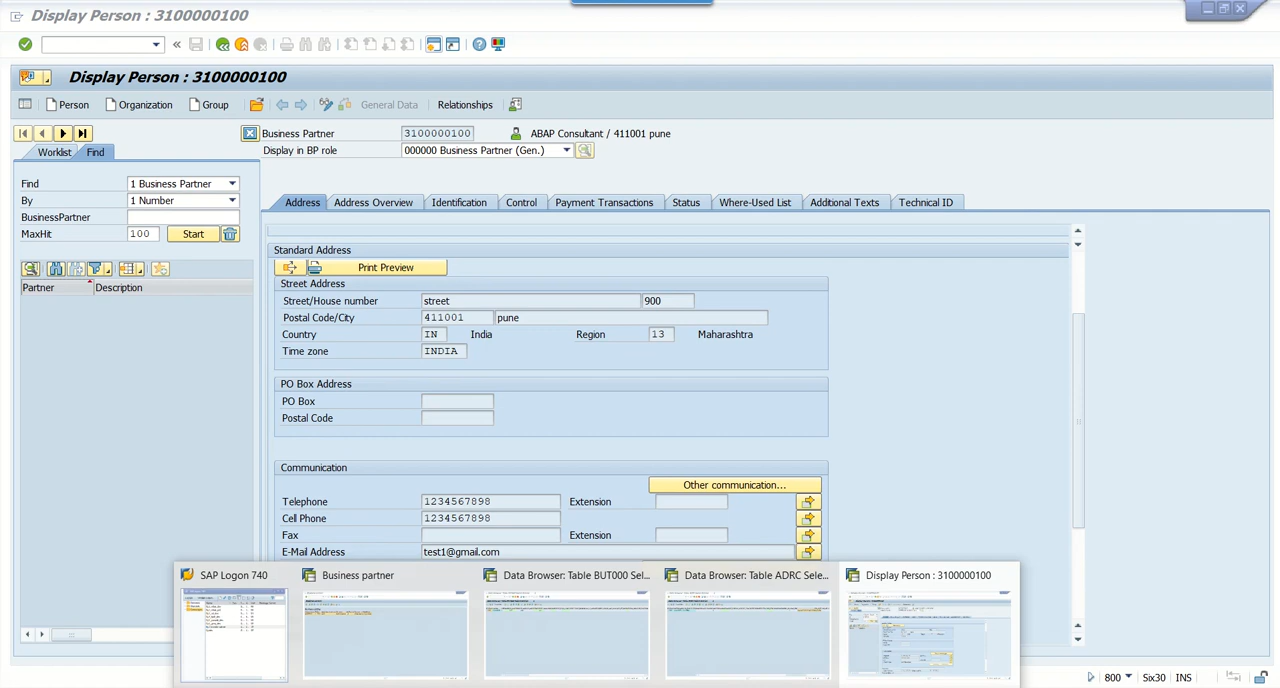 Display Person : 3100000100
Display Person : 3100000100
Person Organization Group General Data Relationships
Business Partner 3100000100 ABAP Consultant / 411001 pune
Display in BP role 000000 Business Partner (Gen.)
Worklist Find
Find 1 Business Partner
By 1 Number
BusinessPartner
MaxHit 100 Start
Partner Description
Address Address Overview Identification Control Payment Transactions Status Where-Used List Additional Texts Technical ID
Standard Address
Print Preview
Street Address
Street/House number street 900
Postal Code/City 411001 pune
Country IN India Region 13 Maharashtra
Time zone INDIA
PO Box Address
PO Box
Postal Code
Communication
Other communication...
Telephone 1234567898 Extension
Cell Phone 1234567898
Fax Extension
E-Mail Address test1@gmail.com
SAP Logon 740 Business partner Data Browser: Table BUT000 Sel... Data Browser: Table ADRC Sele... Display Person : 3100000100
800 Six30 INS